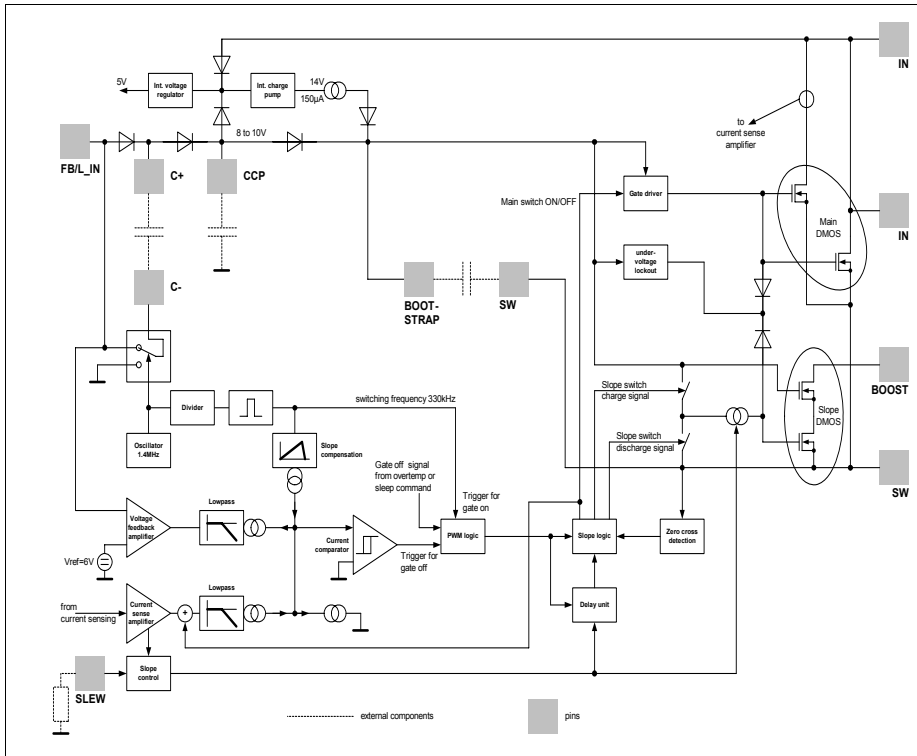 IN
5V
Int. voltage
regulator
Int. charge
pump
14V
150µA
to
current sense
amplifier
8 to 10V
FB/L_IN
C+
CCP
Gate driver
Main switch ON/OFF
Main
DMOS
IN
under-
voltage
lockout
C-
BOOT-
STRAP
SW
BOOST
Slope switch
charge signal
Slope
DMOS
Divider
switching frequency 330kHz
Oscillator
1.4MHz
Slope
compensation
Slope switch
discharge signal
SW
Gate off signal
from overtemp or
sleep command
Trigger for
gate on
Voltage
feedback
amplifier
Lowpass
Current
comparator
PWM logic
Slope logic
Zero cross
detection
Vref=6V
Trigger for
gate off
from
current sensing
Current
sense
amplifier
+
Lowpass
Delay unit
SLEW
Slope
control
external components
pins